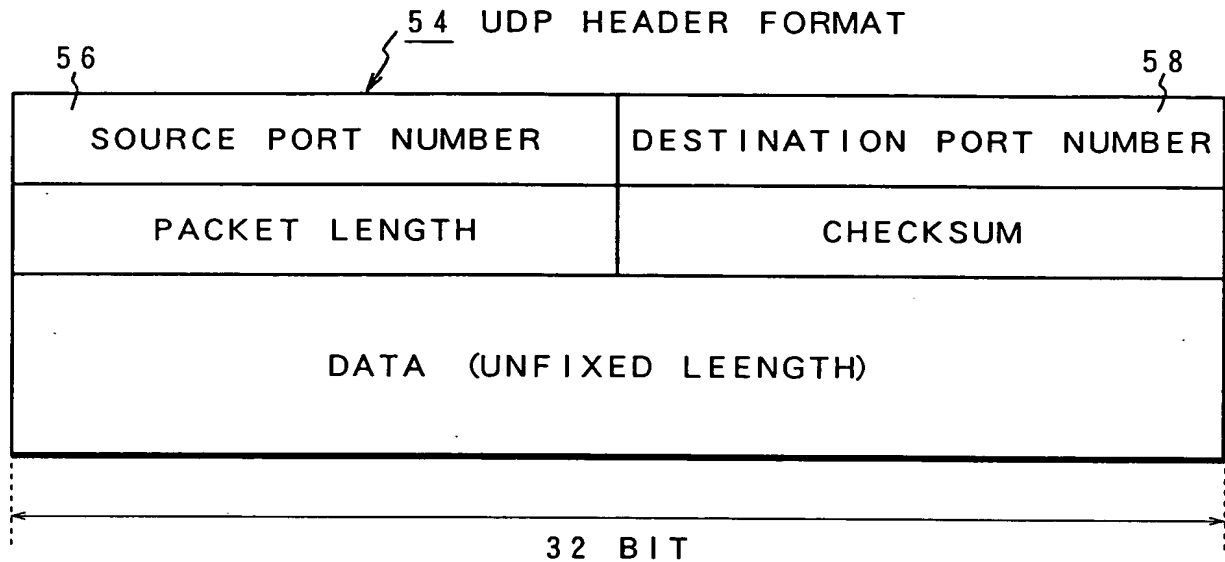 54 UDP HEADER FORMAT
56
58
SOURCE PORT NUMBER
DESTINATION PORT NUMBER
PACKET LENGTH
CHECKSUM
DATA (UNFIXED LEENGTH)
32 BIT